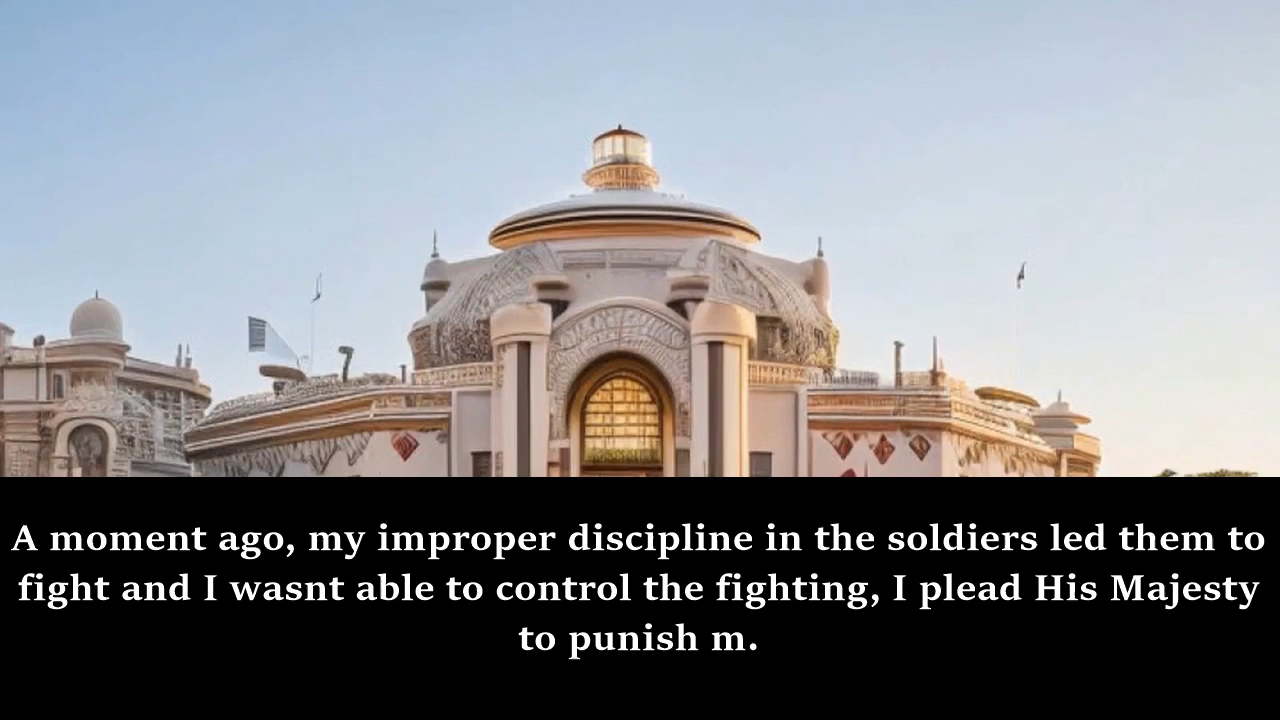 A moment ago, my improper discipline in the soldiers led them to
fight and I wasnt able to control the fighting, I plead His Majesty
to punish m.